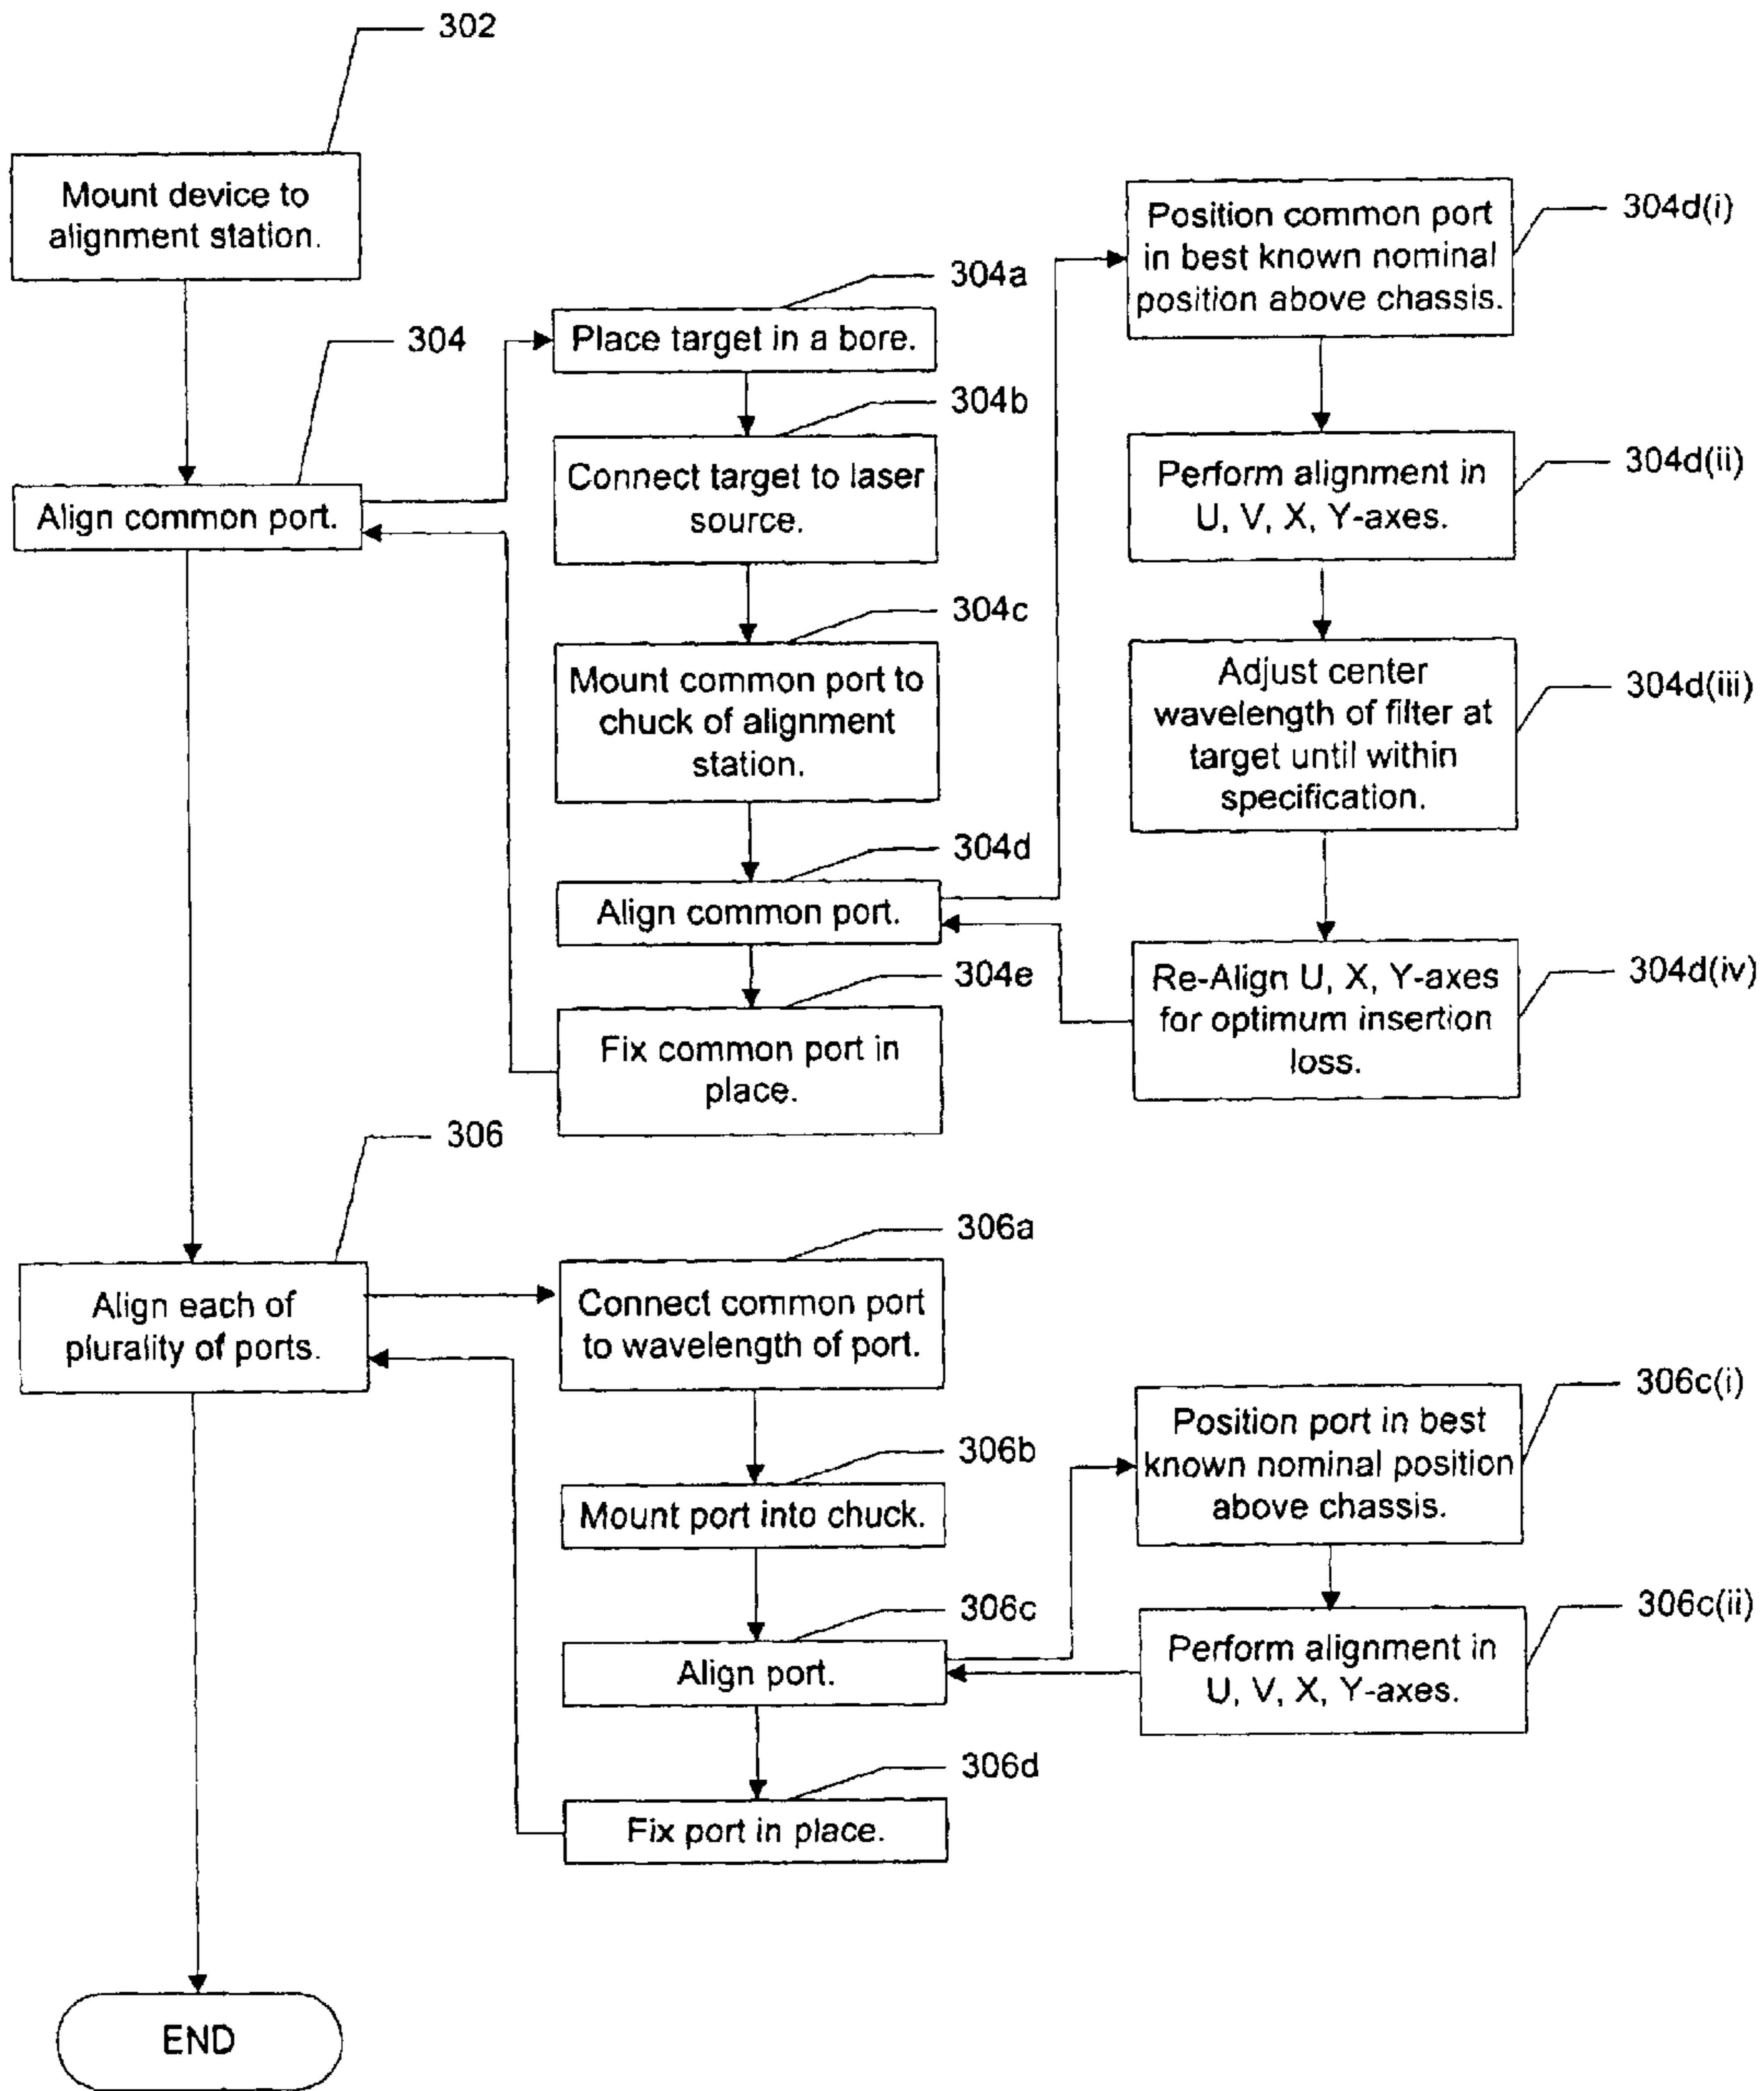 302
Mount device to
alignment station.
304
Align common port.
304a
Place target in a bore.
304b
Connect target to laser
source.
304c
Mount common port to
chuck of alignment
station.
304d
Align common port.
304e
Fix common port in
place.
304d(i)
Position common port
in best known nominal
position above chassis.
304d(ii)
Perform alignment in
U, V, X, Y-axes.
304d(iii)
Adjust center
wavelength of filter at
target until within
specification.
304d(iv)
Re-Align U, X, Y-axes
for optimum insertion
loss.
306
Align each of
plurality of ports.
306a
Connect common port
to wavelength of port.
306b
Mount port into chuck.
306c
Align port.
306d
Fix port in place.
306c(i)
Position port in best
known nominal position
above chassis.
306c(ii)
Perform alignment in
U, V, X, Y-axes.
END